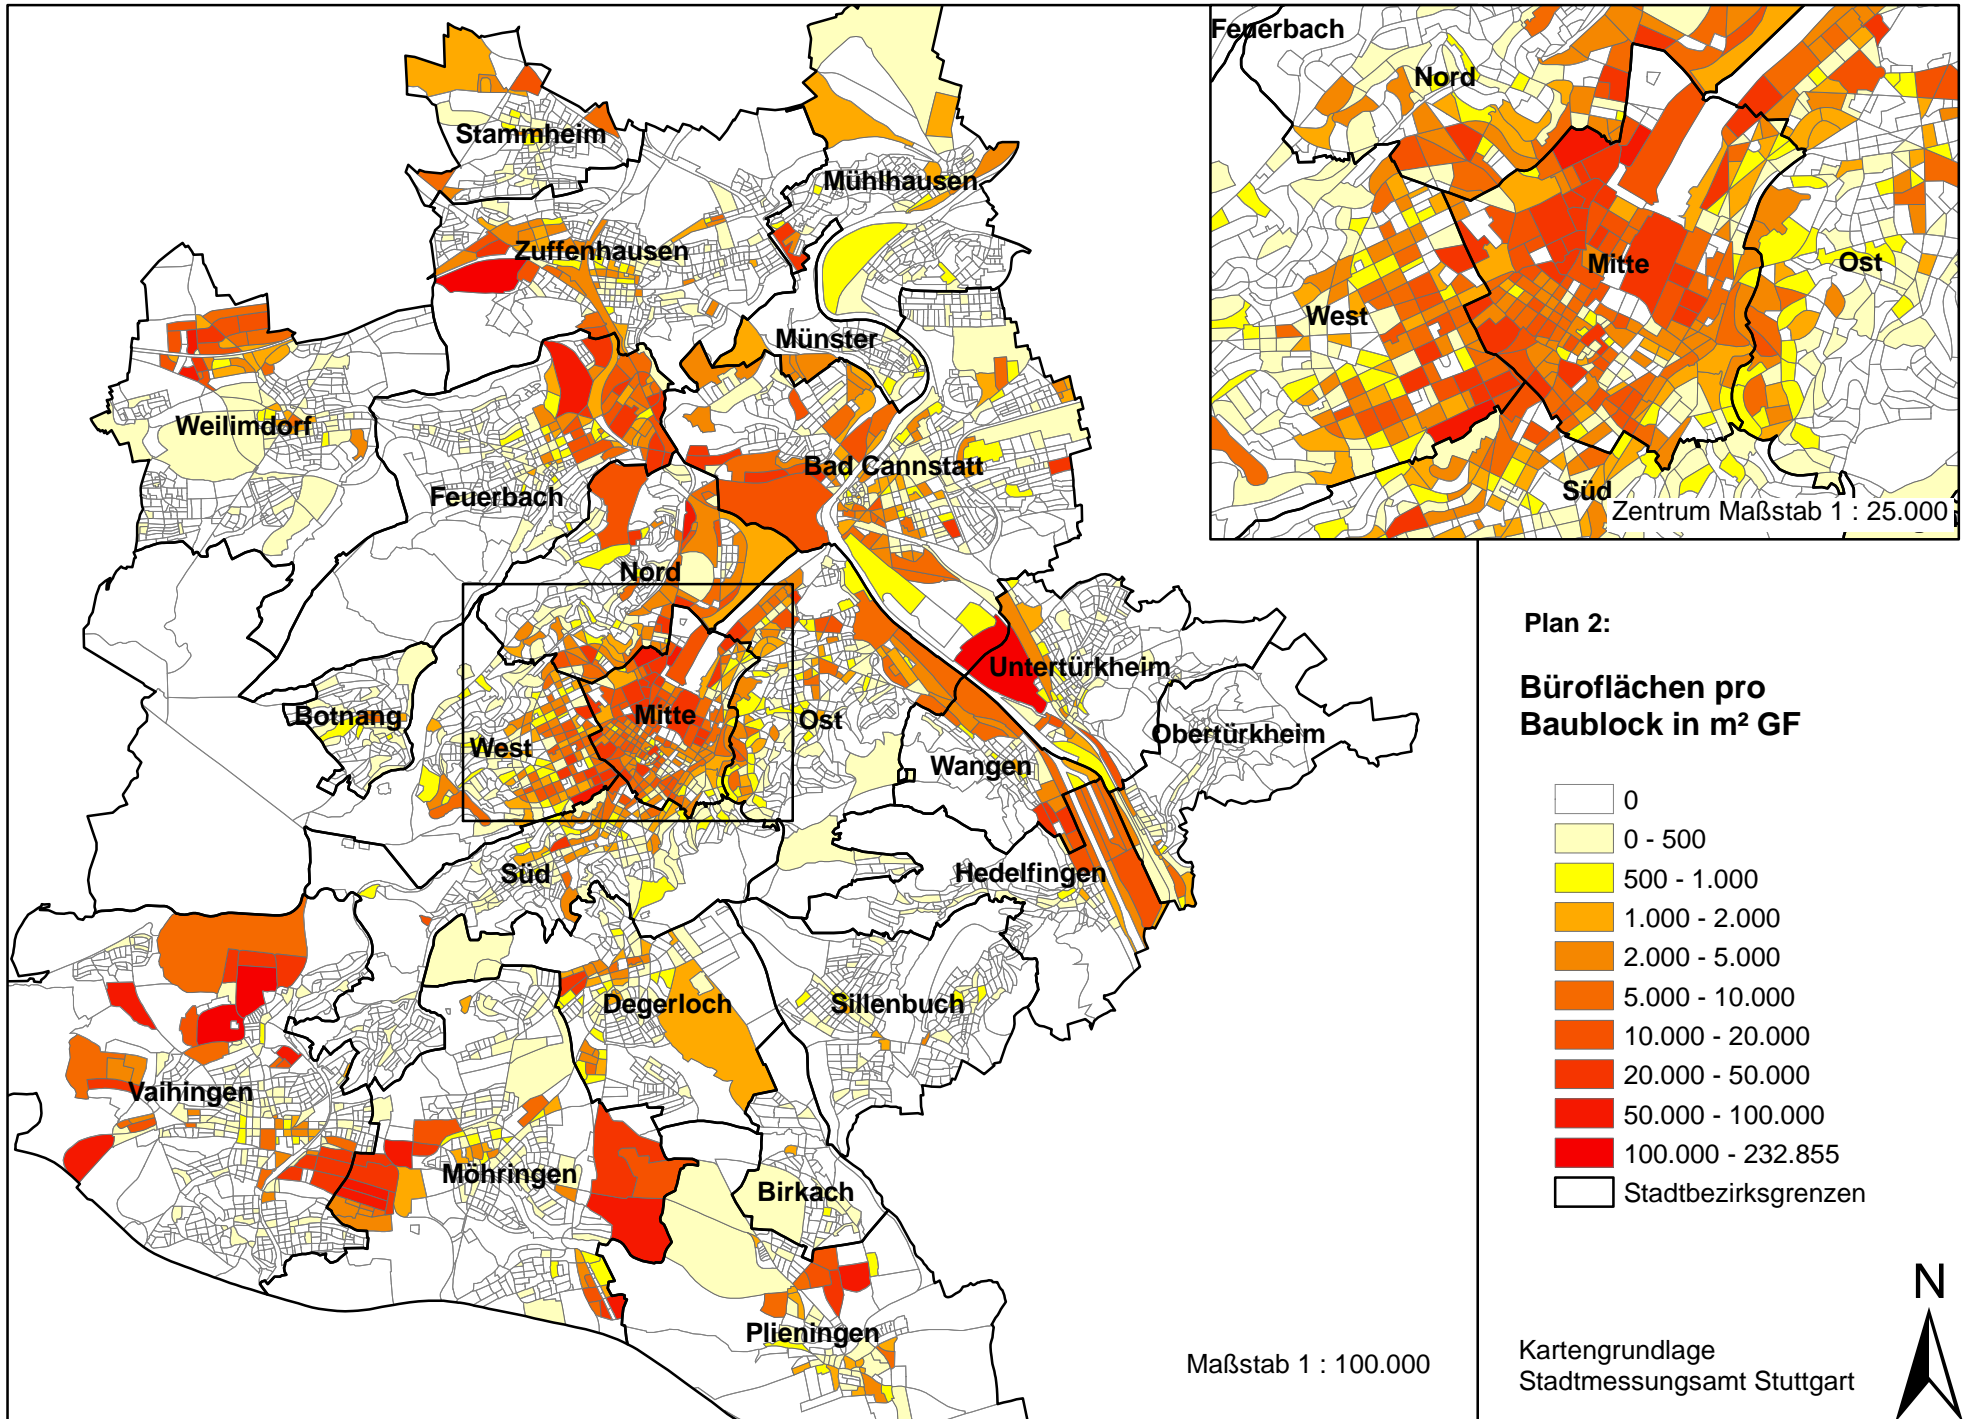 Stammheim
Mühlhausen
Zuffenhausen
Münster
Weilimdorf
Bad Cannstatt
Feuerbach
Nord
Untertürkheim
Botnang
Mitte
Ost
West
Obertürkheim
Wangen
Süd
Hedelfingen
Degerloch
Sillenbuch
Vaihingen
Möhringen
Birkach
Plieningen
Maßstab 1 : 100.000
Feuerbach
Nord
Mitte
Ost
West
Süd
Zentrum Maßstab 1 : 25.000
Plan 2:
Büroflächen pro
Baublock in m² GF
0
0 - 500
500 - 1.000
1.000 - 2.000
2.000 - 5.000
5.000 - 10.000
10.000 - 20.000
20.000 - 50.000
50.000 - 100.000
100.000 - 232.855
Stadtbezirksgrenzen
N
Kartengrundlage
Stadtmessungsamt Stuttgart